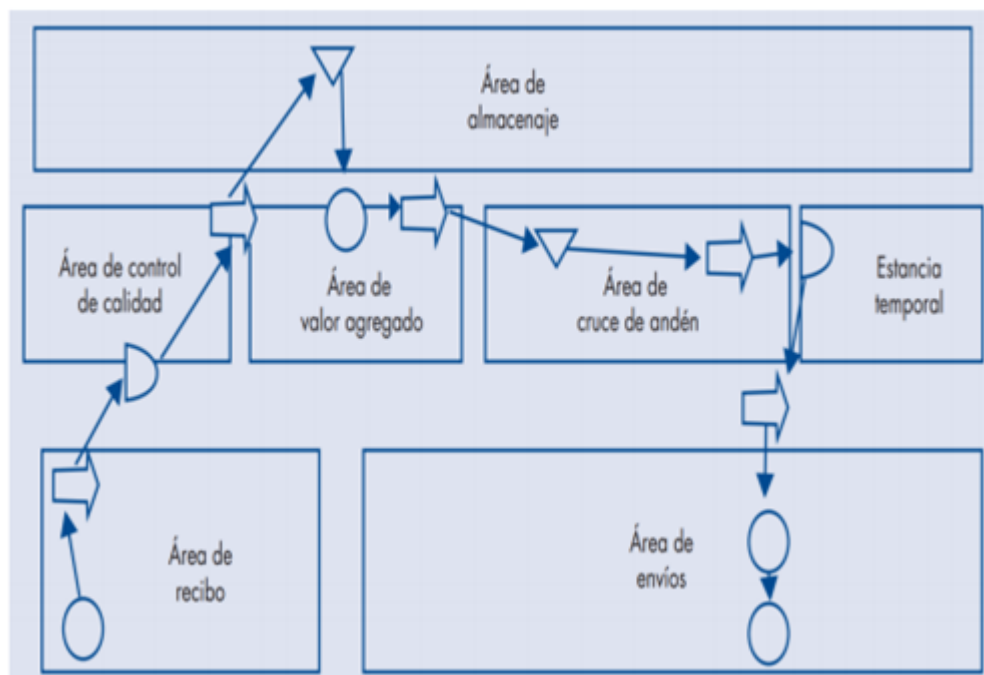 Área de
almacenaje
Área de control
de calidad
Área de
valor agregado
Área de
cruce de andén
Estancia
temporal
Área de
recibo
Área de
envíos